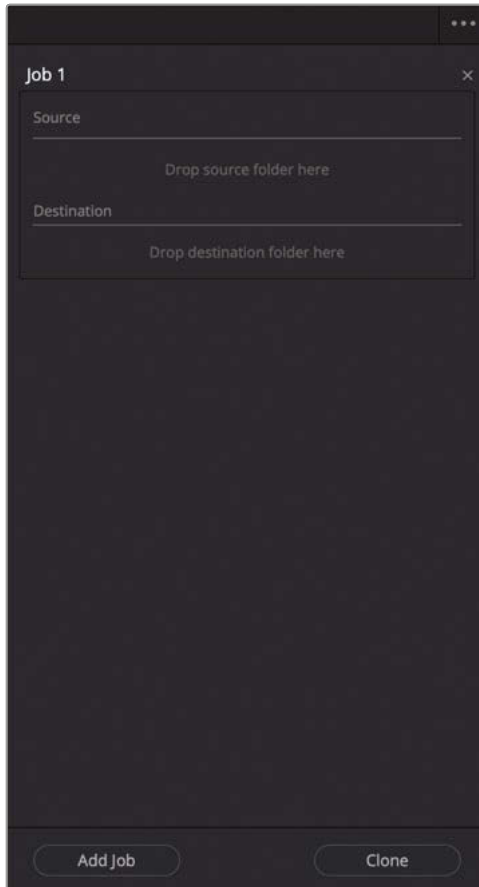 Job 1
Source
Drop source folder here
Destination
Drop destination folder here
Add Job
Clone